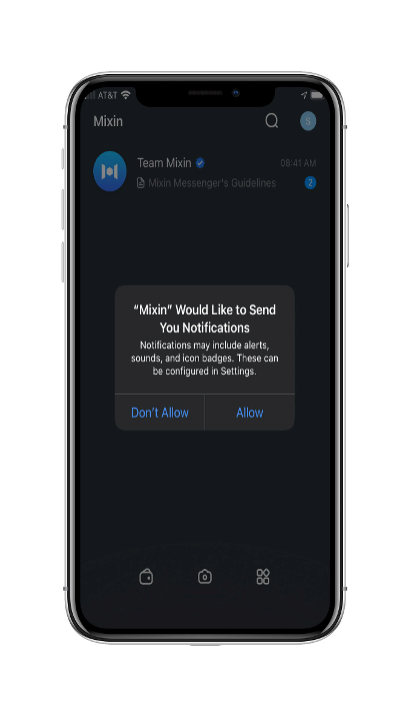 AT&T
Mixin
S
Team Mixin
08:41 AM
Mixin Messenger's Guidelines
2
“Mixin” Would Like to Send
You Notifications
Notifications may include alerts,
sounds, and icon badges. These can
be configured in Settings.
Don't Allow
Allow